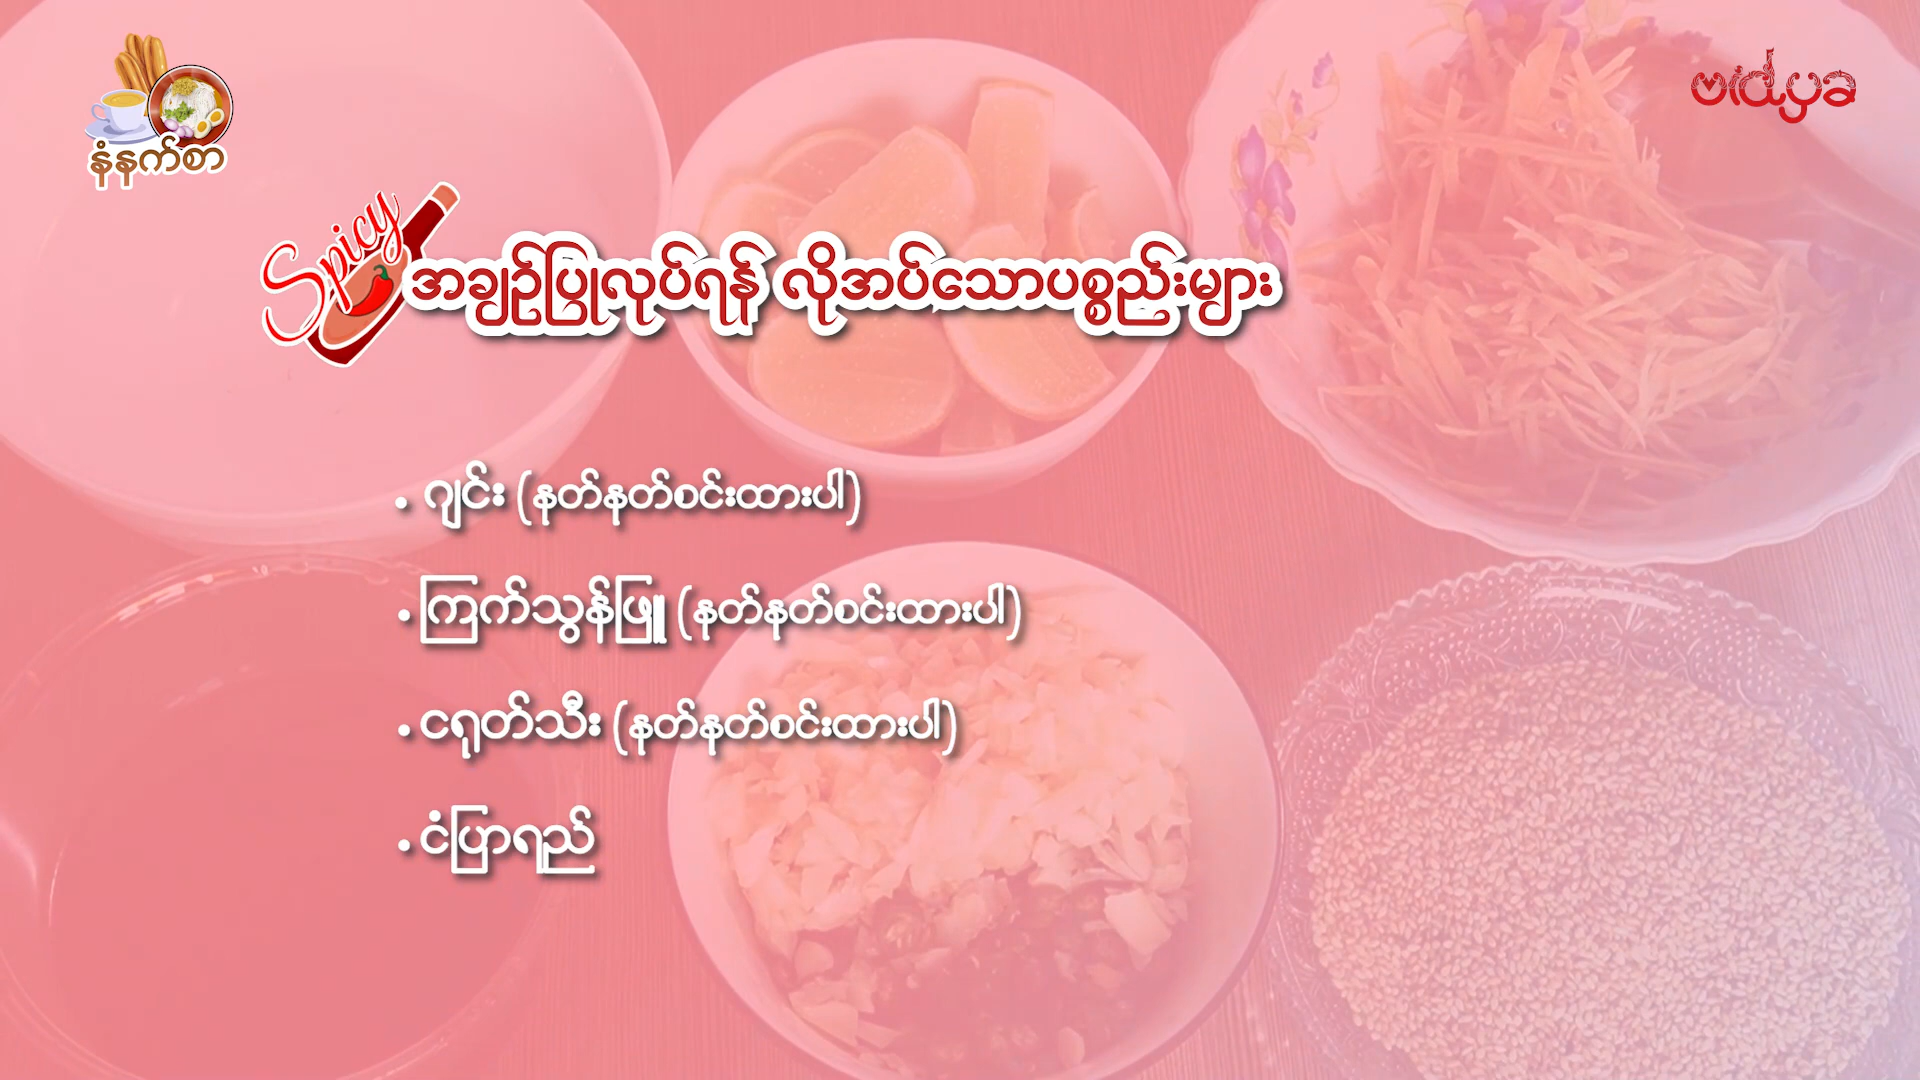 နံနက်စာ
vidya
Spicy
အချဉ်ပြုလုပ်ရန် လိုအပ်သောပစ္စည်းများ
. ဂျင်း (နုတ်နုတ်စင်းထားပါ)
. ကြက်သွန်ဖြူ (နုတ်နုတ်စင်းထားပါ)
. ငရုတ်သီး (နုတ်နုတ်စင်းထားပါ)
. ငံပြာရည်